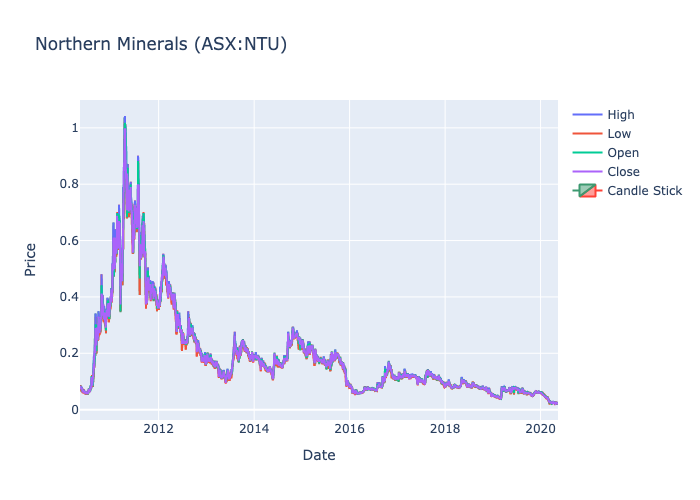 Northern Minerals (ASX:NTU)
High
Low
Open
Close
Candle Stick
1
0.8
0.6
0.4
0.2
0
Price
2012
2014
2016
2018
2020
Date